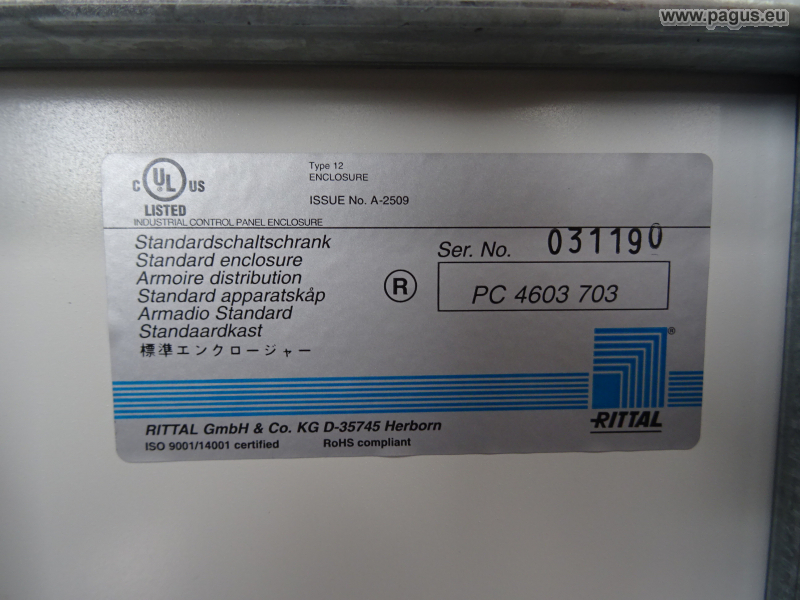 www.pagus.eu
C UL US
LISTED
INDUSTRIAL CONTROL PANEL ENCLOSURE
Type 12
ENCLOSURE
ISSUE No. A-2509
Standardschaltschrank
Standard enclosure
Armoire distribution
Standard apparatskåp
Armadio Standard
Standaardkast
標準エンクロージャー
Ser. No. 031190
R
PC 4603 703
®
RITTAL
RITTAL GmbH & Co. KG D-35745 Herborn
ISO 9001/14001 certified RoHS compliant